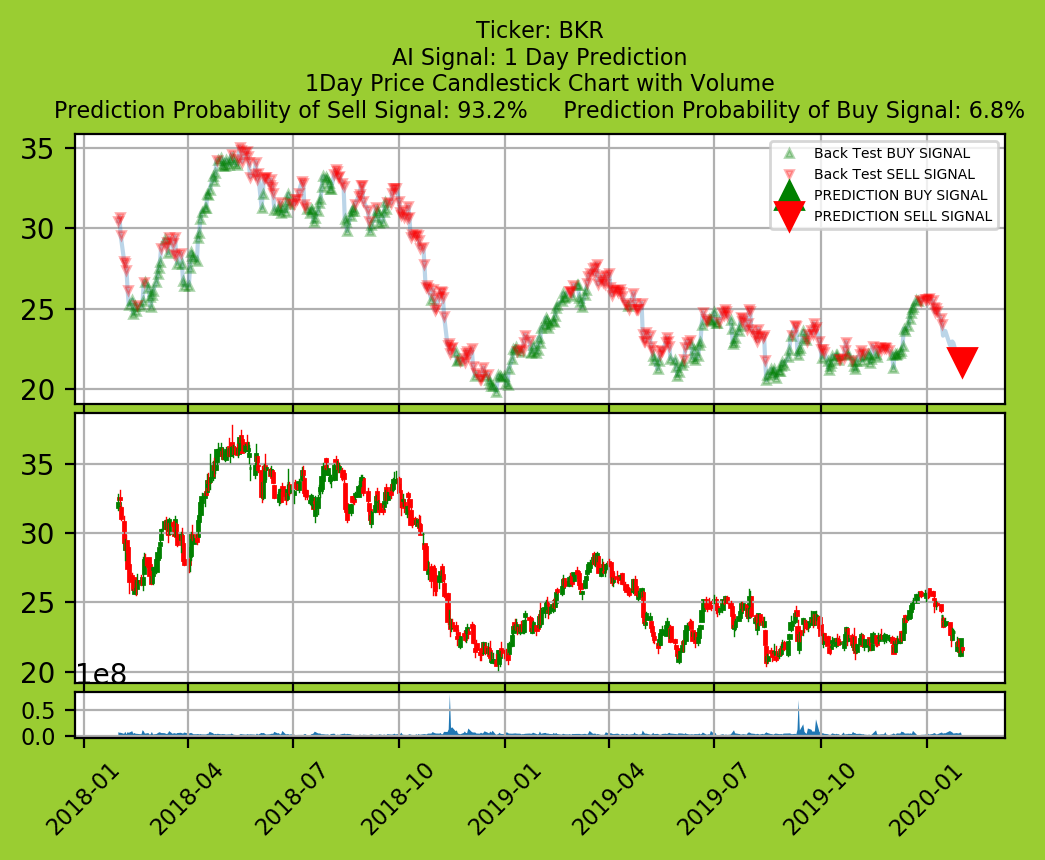 Ticker: BKR
AI Signal: 1 Day Prediction
1Day Price Candlestick Chart with Volume
Prediction Probability of Sell Signal: 93.2% Prediction Probability of Buy Signal: 6.8%
35
30
25
20
Back Test BUY SIGNAL
Back Test SELL SIGNAL
PREDICTION BUY SIGNAL
PREDICTION SELL SIGNAL
35
30
25
20
1e8
0.5
0.0
2018-01
2018-04
2018-07
2018-10
2019-01
2019-04
2019-07
2019-10
2020-01